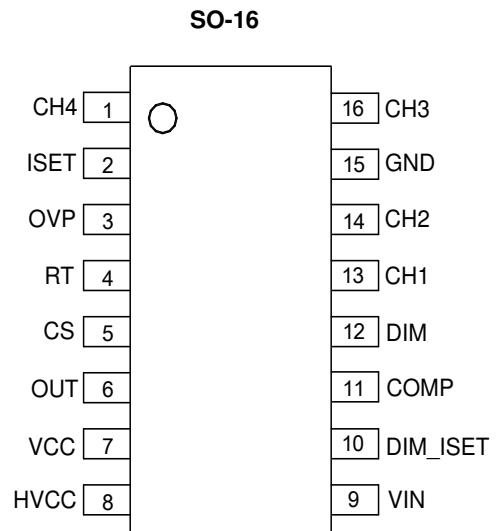 SO-16
CH4 1 16 CH3
ISET 2 15 GND
OVP 3 14 CH2
RT 4 13 CH1
CS 5 12 DIM
OUT 6 11 COMP
VCC 7 10 DIM_ISET
HVCC 8 9 VIN